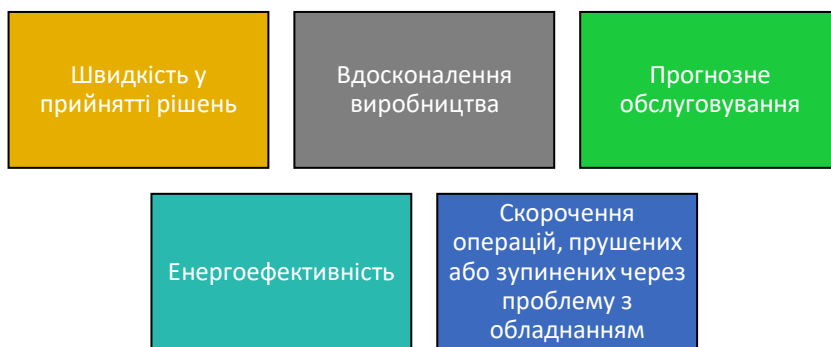 Швидкість у
прийнятті рішень
Вдосконалення
виробництва
Прогнозне
обслуговування
Енергоефективність
Скорочення
операцій, прушених
або зупинених через
проблему з
обладнанням